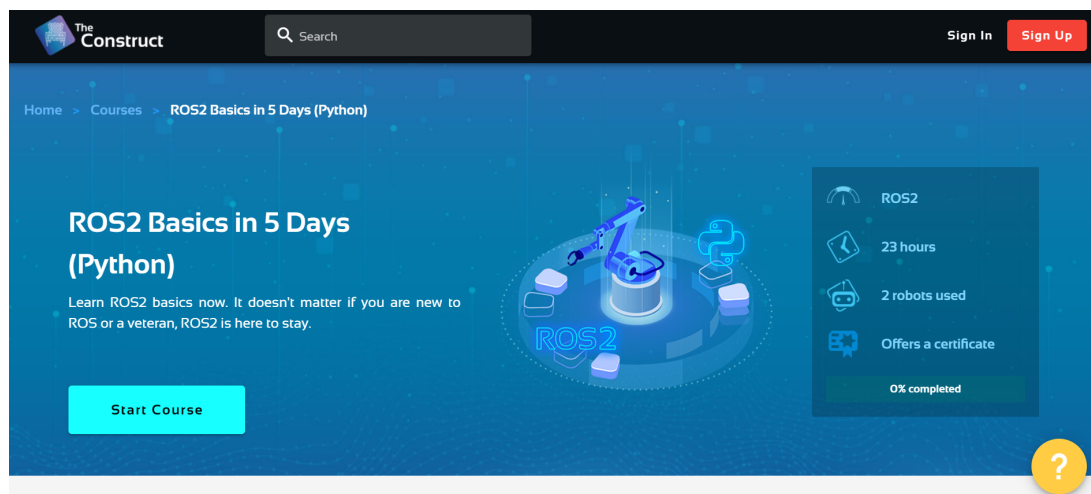 The
Construct
Search
Sign In
Sign Up
Home > Courses > ROS2 Basics in 5 Days (Python)
ROS2 Basics in 5 Days
(Python)
Learn ROS2 basics now. It doesn't matter if you are new to
ROS or a veteran, ROS2 is here to stay.
Start Course
ROS2
ROS2
23 hours
2 robots used
Offers a certificate
0% completed
?